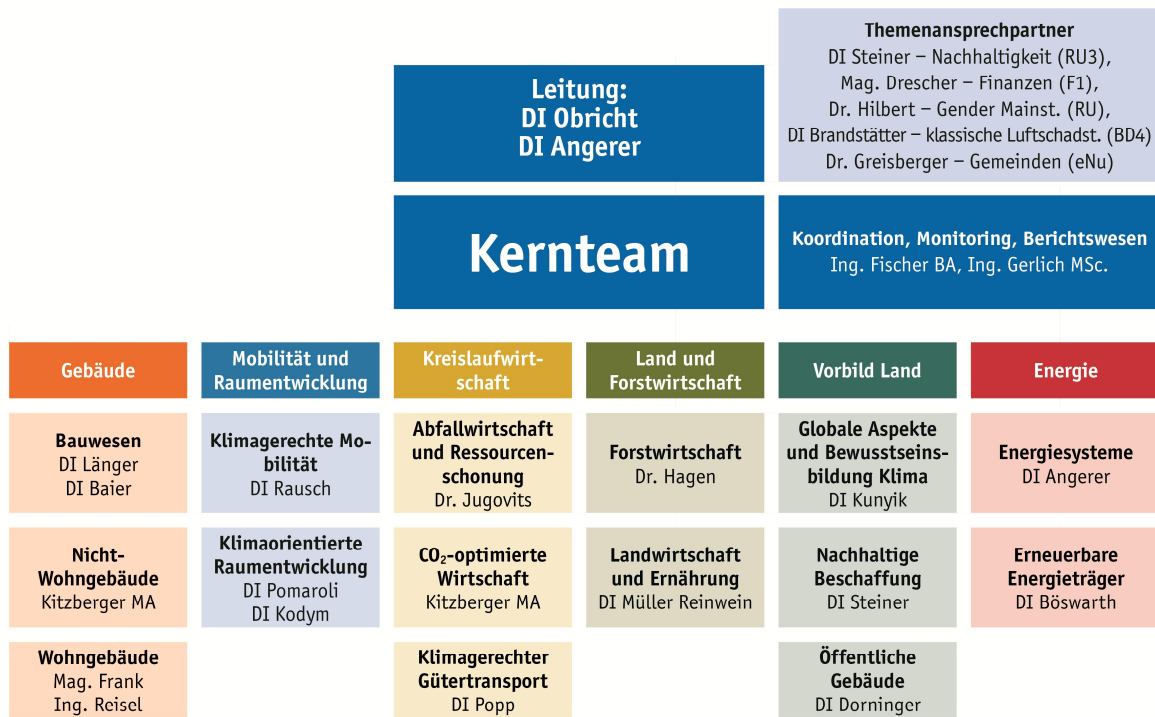 Themenansprechpartner
DI Steiner – Nachhaltigkeit (RU3),
Mag. Drescher – Finanzen (F1),
Dr. Hilbert – Gender Mainst. (RU),
DI Brandstätter – klassische Luftschadst. (BD4)
Dr. Greisberger – Gemeinden (eNu)
Leitung:
DI Obricht
DI Angerer
Kernteam
Koordination, Monitoring, Berichtswesen
Ing. Fischer BA, Ing. Gerlich MSc.
Gebäude
Bauwesen
DI Länger
DI Baier
Nicht-
Wohngebäude
Kitzberger MA
Wohngebäude
Mag. Frank
Ing. Reisel
Mobilität und
Raumentwicklung
Klimagerechte Mo-
bilität
DI Rausch
Klimaorientierte
Raumentwicklung
DI Pomaroli
DI Kodym
Kreislaufwirt-
schaft
Abfallwirtschaft
und Ressourcen-
schonung
Dr. Jugovits
CO₂-optimierte
Wirtschaft
Kitzberger MA
Klimagerechter
Gütertransport
DI Popp
Land und
Forstwirtschaft
Forstwirtschaft
Dr. Hagen
Landwirtschaft
und Ernährung
DI Müller Reinwein
Vorbild Land
Globale Aspekte
und Bewusstseins-
bildung Klima
DI Kunyik
Nachhaltige
Beschaffung
DI Steiner
Öffentliche
Gebäude
DI Dorninger
Energie
Energiesysteme
DI Angerer
Erneuerbare
Energieträger
DI Böswarth